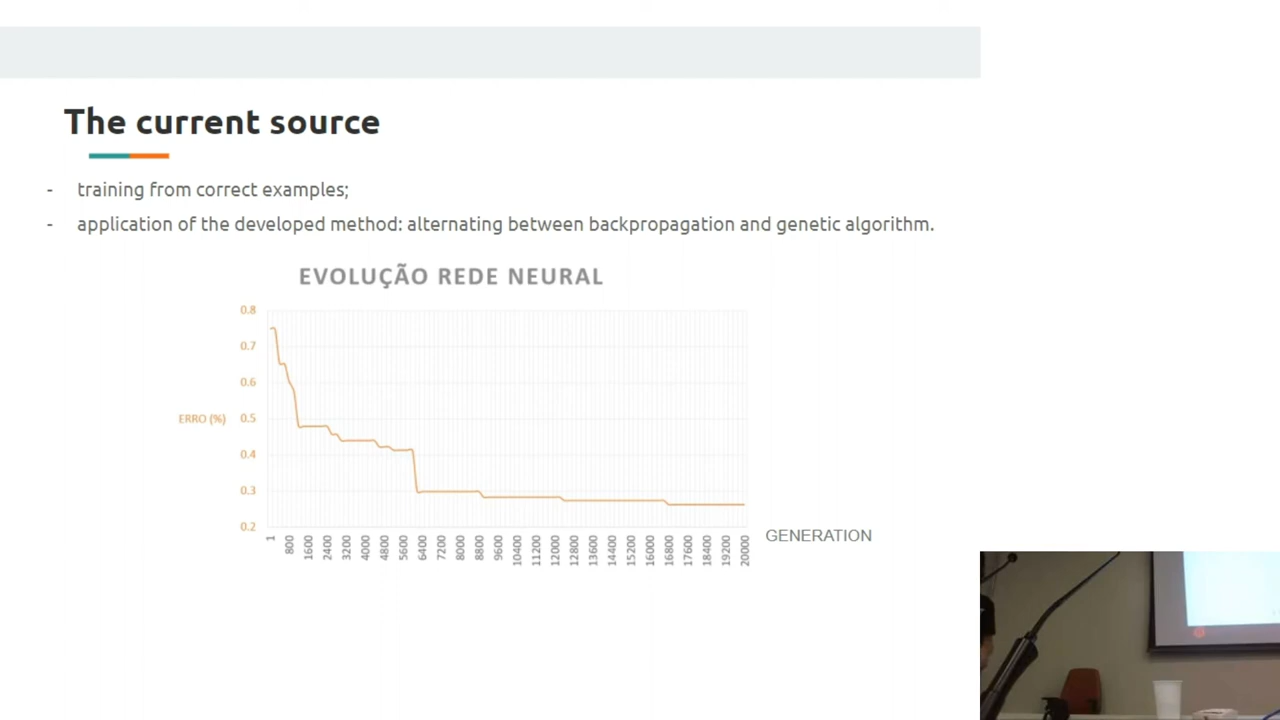 The current source
- training from correct examples;
- application of the developed method: alternating between backpropagation and genetic algorithm.
EVOLUÇÃO REDE NEURAL
0.8
0.7
0.6
ERRO (%) 0.5
0.4
0.3
0.2
1 800 1600 2400 3200 4000 4800 5600 6400 7200 8000 8800 9600 10400 11200 12000 12800 13600 14400 15200 16000 16800 17600 18400 19200 20000
GENERATION